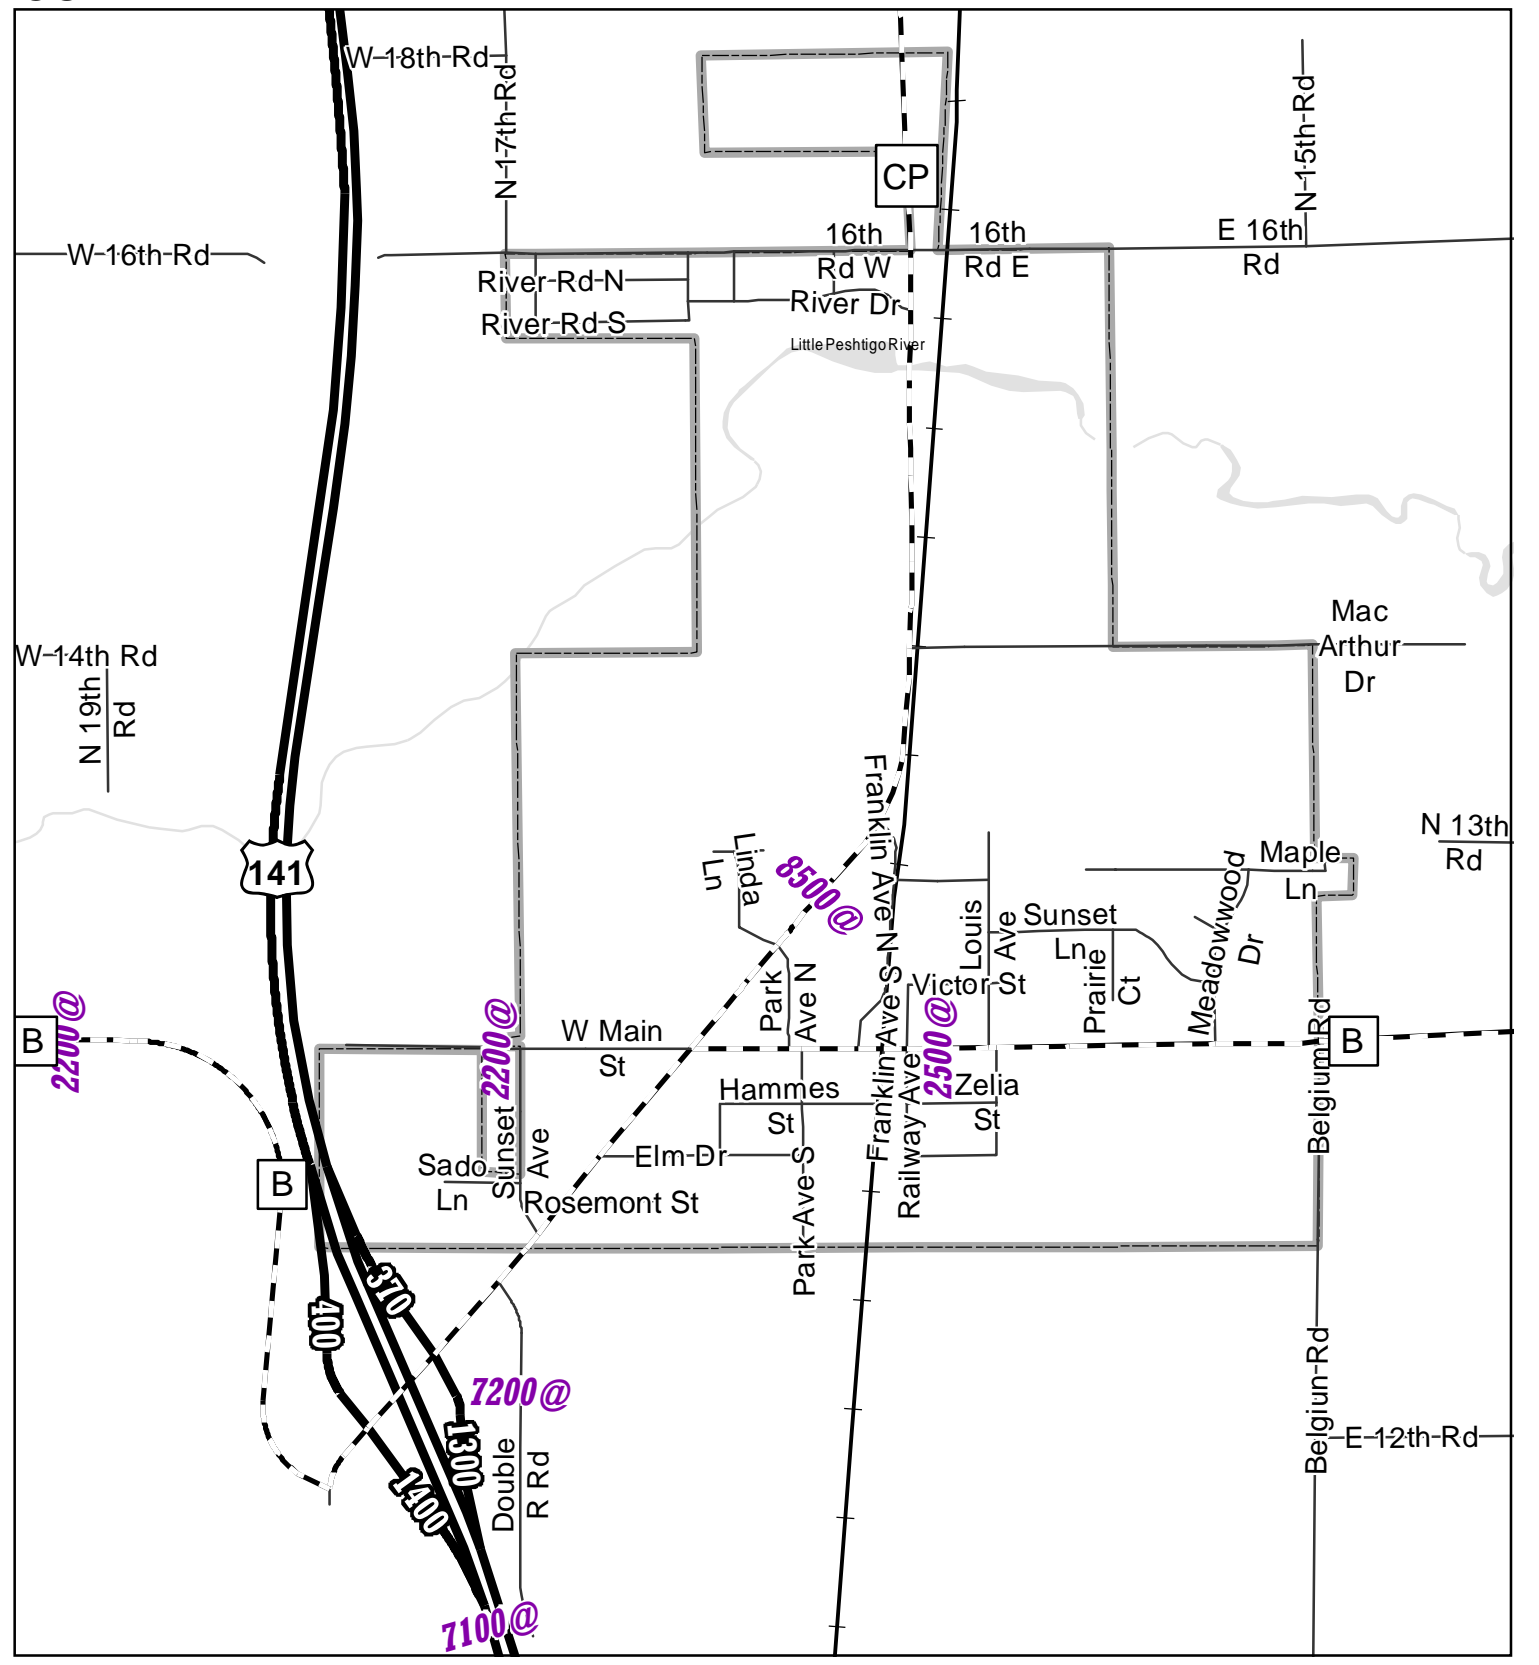 W 18th Rd
N 17th Rd
N 15th Rd
CP
W 16th Rd
16th
Rd W
16th
Rd E
E 16th
Rd
River Rd N
River Dr
River Rd S
Little Peshtigo River
Mac
Arthur
Dr
W 14th Rd
N 19th
Rd
Franklin Ave N
N 13th
Rd
141
Linda
Ln
8500@
Maple
Ln
Louis
Ave
Sunset
Ln
Meadowwood
Dr
Prairie
Ct
Park
Ave N
Victor St
B
2200@
2200@
W Main
St
2500@
Belgium Rd
B
Hammes
St
Zelia
St
Franklin Ave S
Railway Ave
Sunset
Ave
Elm Dr
Sado
Ln
B
Rosemont St
Park Ave S
370
400
7200@
Belgiun Rd
E 12th Rd
1300
1400
Double
R Rd
7100@